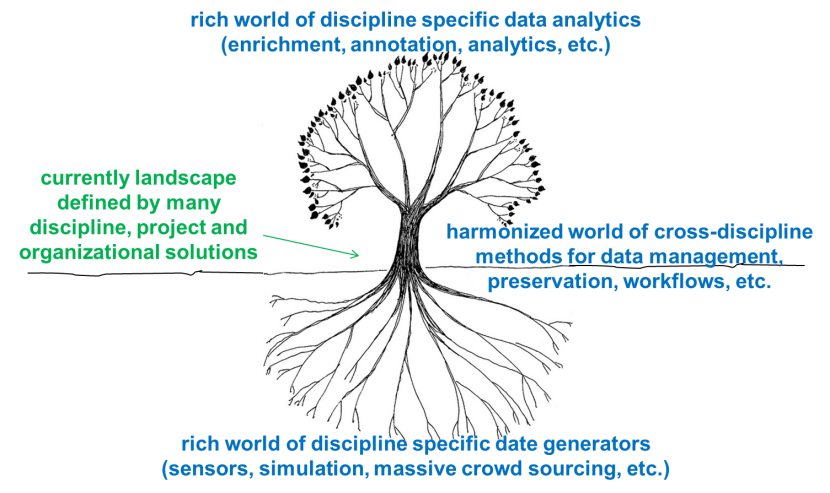 rich world of discipline specific data analytics
(enrichment, annotation, analytics, etc.)
currently landscape
defined by many
discipline, project and
organizational solutions
harmonized world of cross-discipline
methods for data management,
preservation, workflows, etc.
rich world of discipline specific date generators
(sensors, simulation, massive crowd sourcing, etc.)